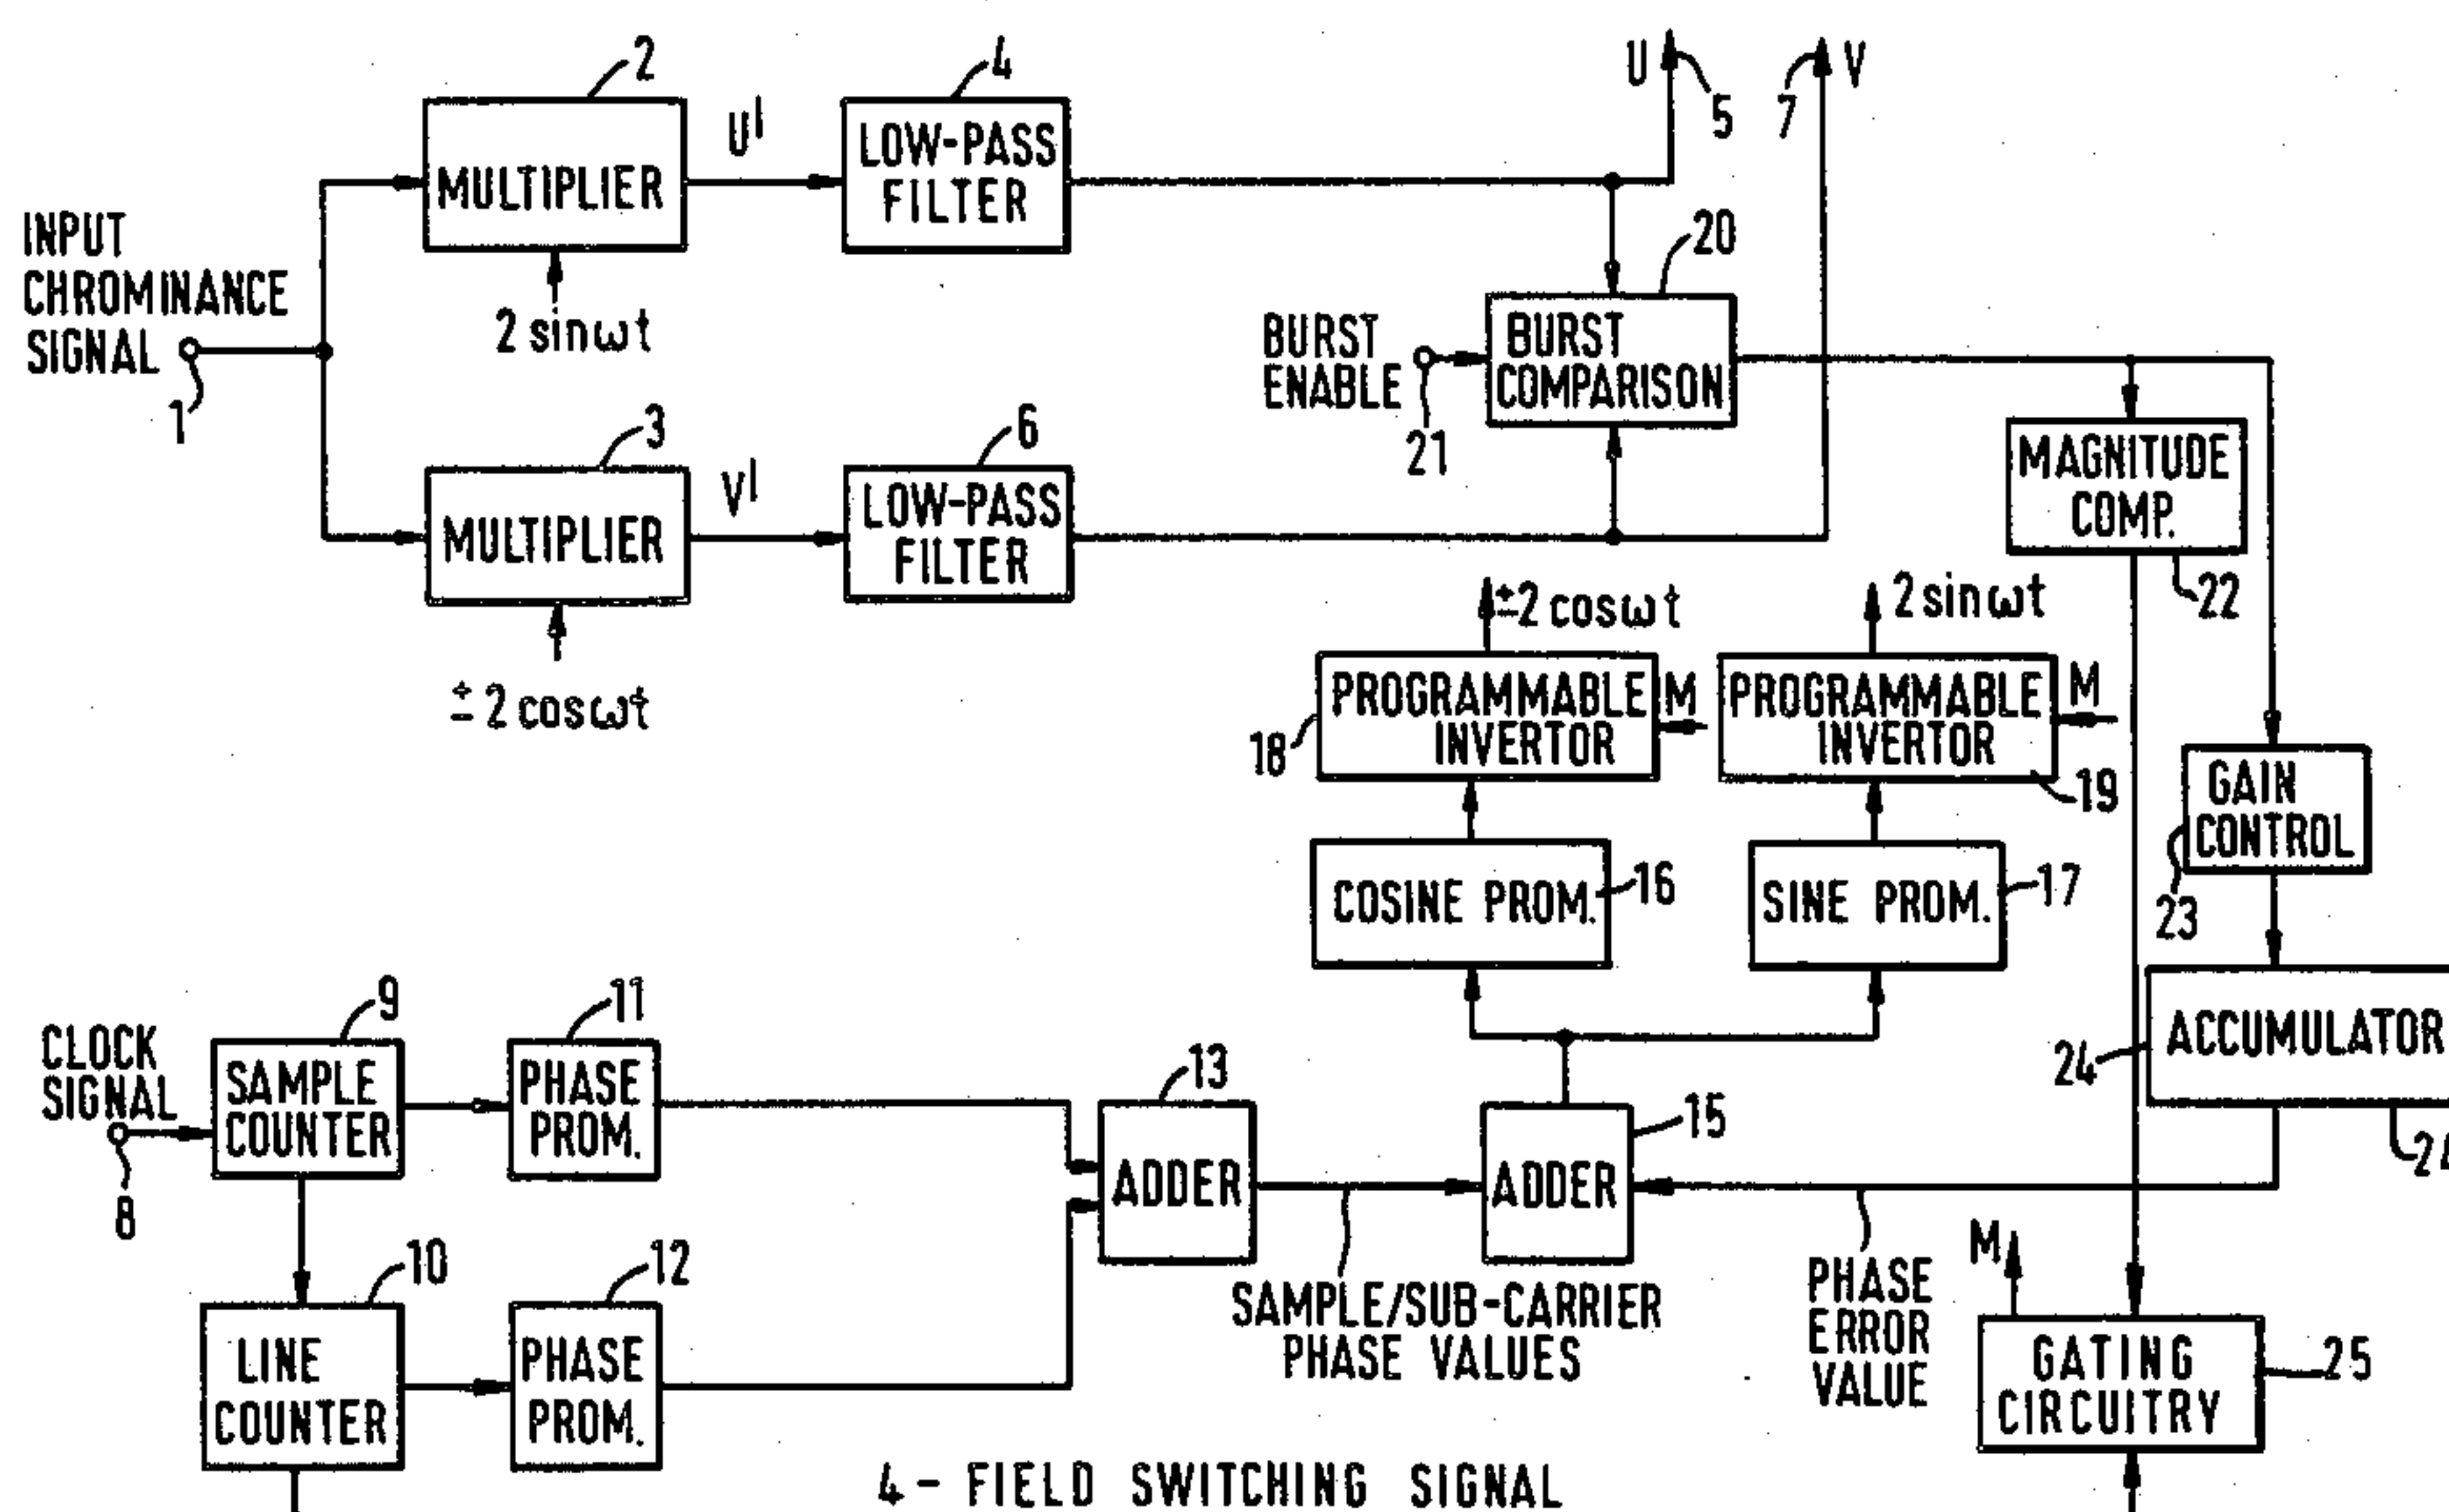 2
4
U
5
7
V
U'
MULTIPLIER
LOW-PASS
FILTER
INPUT
CHROMINANCE
SIGNAL
1
2 sinωt
20
BURST
ENABLE
21
BURST
COMPARISON
3
6
V'
MULTIPLIER
LOW-PASS
FILTER
± 2 cosωt
MAGNITUDE
COMP.
22
±2 cosωt
2 sinωt
PROGRAMMABLE
INVERTOR
M
18
PROGRAMMABLE
INVERTOR
M
19
GAIN
CONTROL
23
COSINE PROM.
16
SINE PROM.
17
CLOCK
SIGNAL
8
9
SAMPLE
COUNTER
11
PHASE
PROM.
13
ADDER
15
ADDER
24
ACCUMULATOR
24
10
LINE
COUNTER
12
PHASE
PROM.
SAMPLE/SUB-CARRIER
PHASE VALUES
PHASE
ERROR
VALUE
M
GATING
CIRCUITRY
25
4 - FIELD SWITCHING SIGNAL